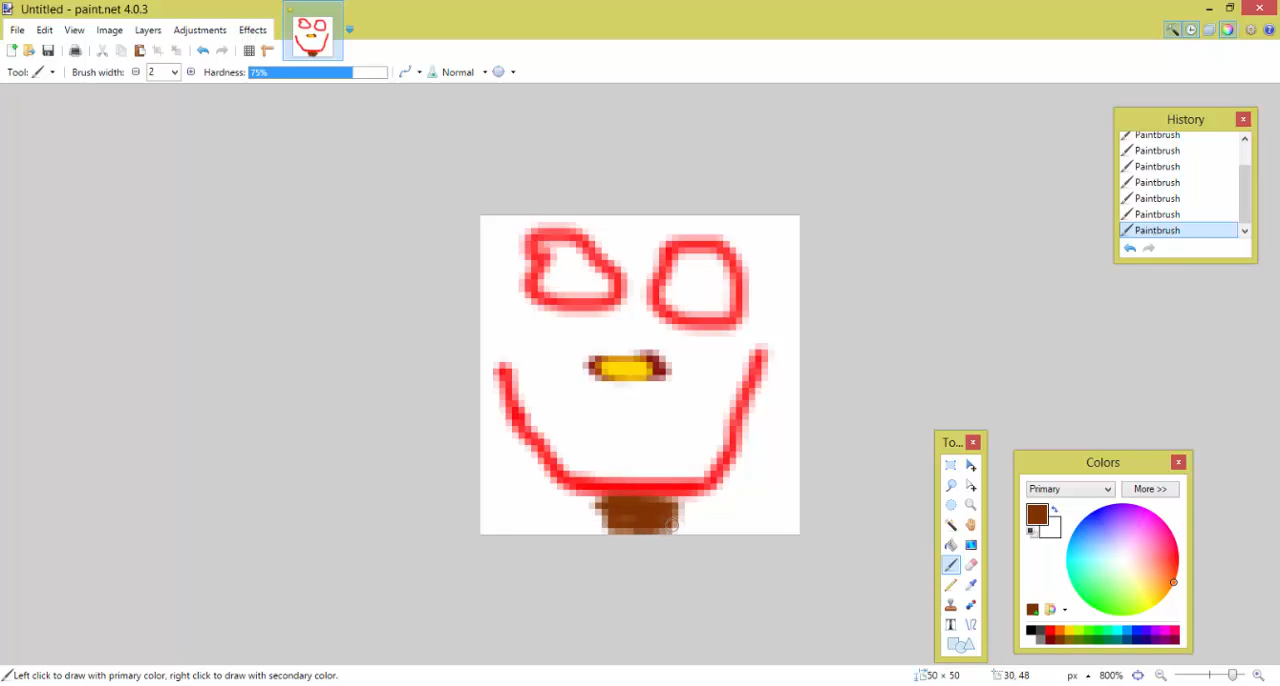 Untitled - paint.net 4.0.3
File Edit View Image Layers Adjustments Effects
Tool: Brush width: 2 Hardness: 75% Normal
History
Paintbrush
Paintbrush
Paintbrush
Paintbrush
Paintbrush
Paintbrush
Paintbrush
To...
Colors
Primary More >>
Left click to draw with primary color, right click to draw with secondary color. 50 × 50 30, 48 px 800%